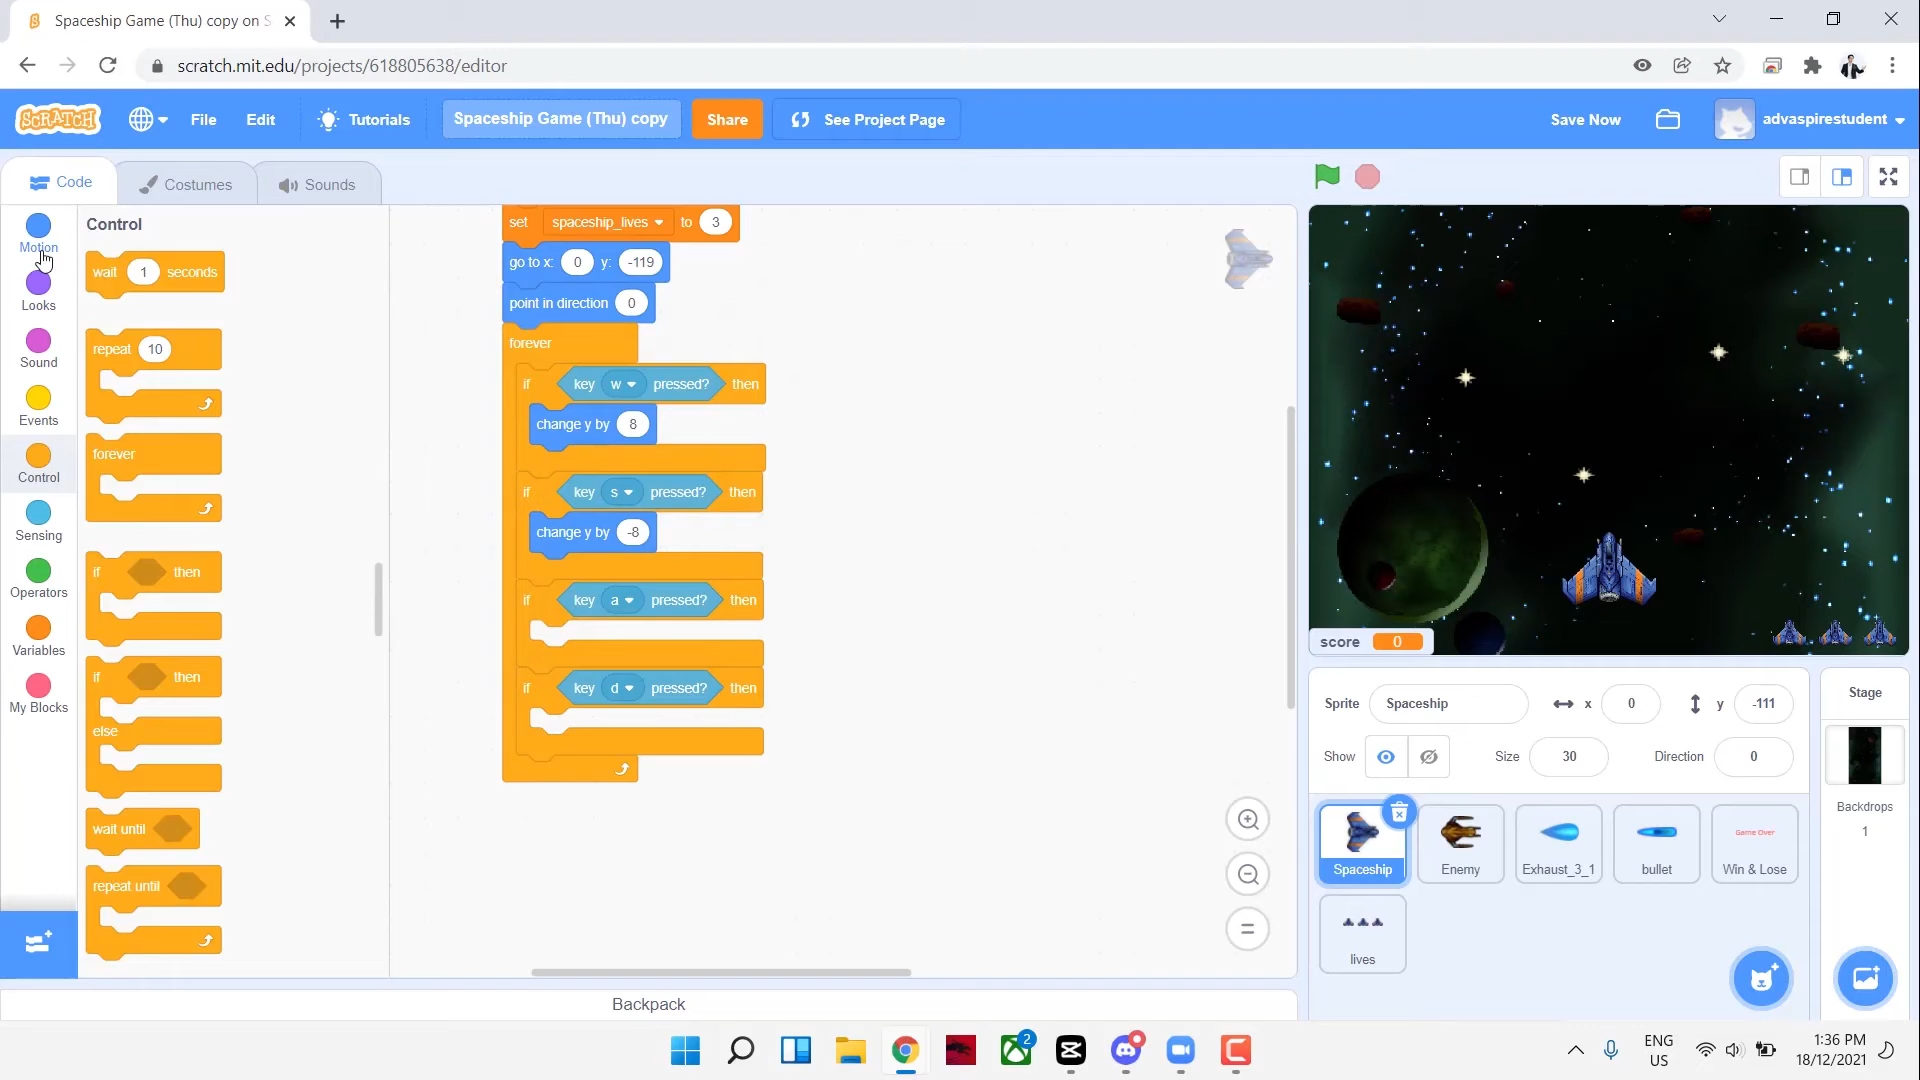 Spaceship Game (Thu) copy on S
scratch.mit.edu/projects/618805638/editor
SCRATCH
File
Edit
Tutorials
Spaceship Game (Thu) copy
Share
See Project Page
Save Now
advaspirestudent
Code
Costumes
Sounds
Motion
Looks
Sound
Events
Control
Sensing
Operators
Variables
My Blocks
Control
wait 1 seconds
repeat 10
forever
if then
if then
else
wait until
repeat until
set spaceship_lives to 3
go to x: 0 y: -119
point in direction 0
forever
if key w pressed? then
change y by 8
if key s pressed? then
change y by -8
if key a pressed? then
if key d pressed? then
score 0
Sprite Spaceship x 0 y -111
Show Size 30 Direction 0
Spaceship
Enemy
Exhaust_3_1
bullet
Game Over
Win & Lose
lives
Stage
Backdrops
1
Backpack
2
ENG
US
1:36 PM
18/12/2021